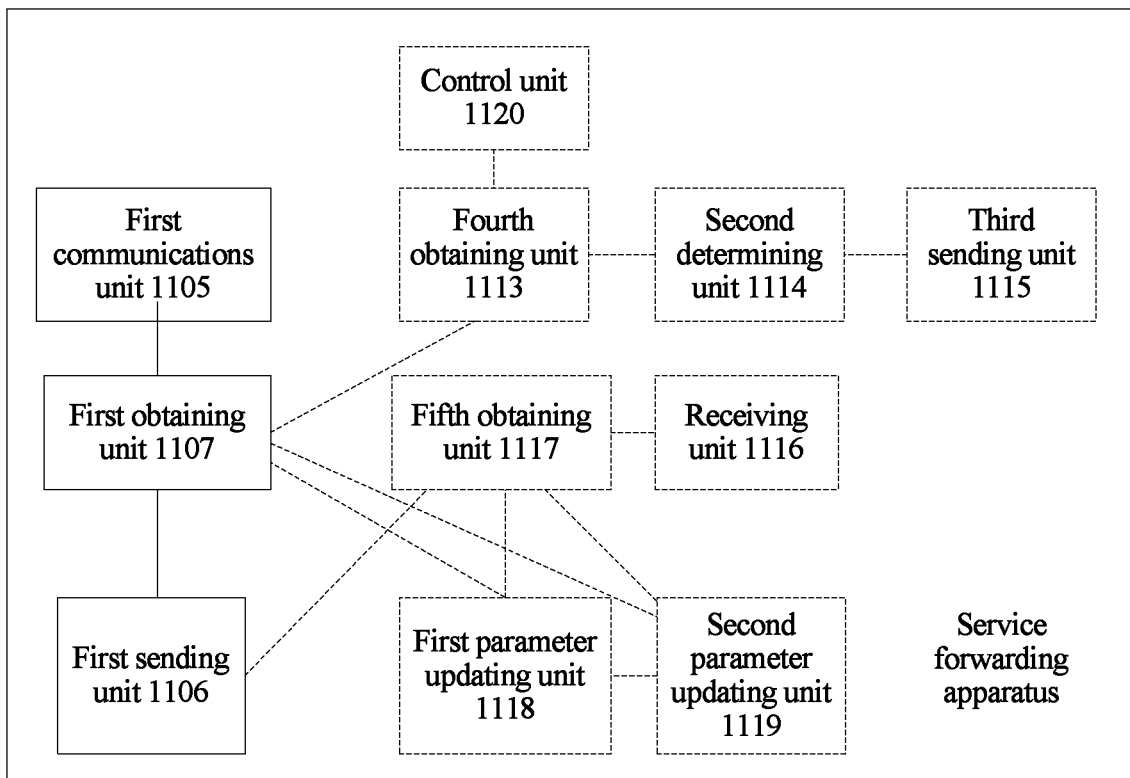 Control unit
1120
First
communications
unit 1105
Fourth
obtaining unit
1113
Second
determining
unit 1114
Third
sending unit
1115
First obtaining
unit 1107
Fifth obtaining
unit 1117
Receiving
unit 1116
First sending
unit 1106
First parameter
updating unit
1118
Second
parameter
updating unit
1119
Service
forwarding
apparatus